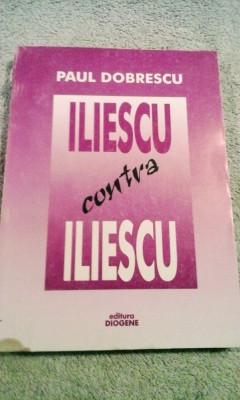 PAUL DOBRESCU
ILIESCU
contra
ILIESCU
editura
DIOGENE